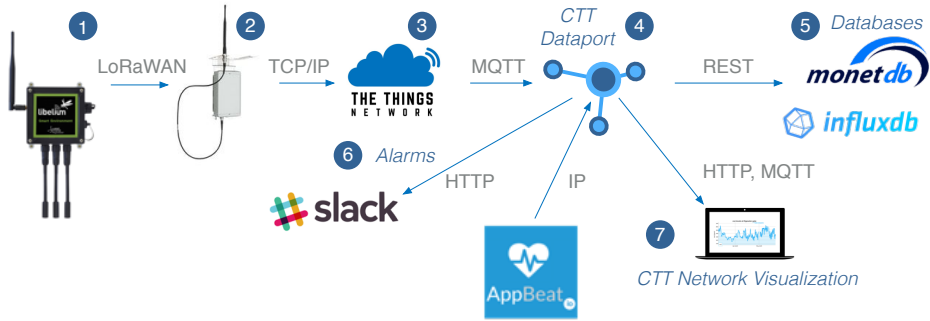 1
2
3
CTT
Dataport
4
5
Databases
LoRaWAN
TCP/IP
MQTT
REST
monetdb
libelium
THE THINGS
NETWORK
influxdb
6
Alarms
HTTP
IP
HTTP, MQTT
slack
7
AppBeat
CTT Network Visualization